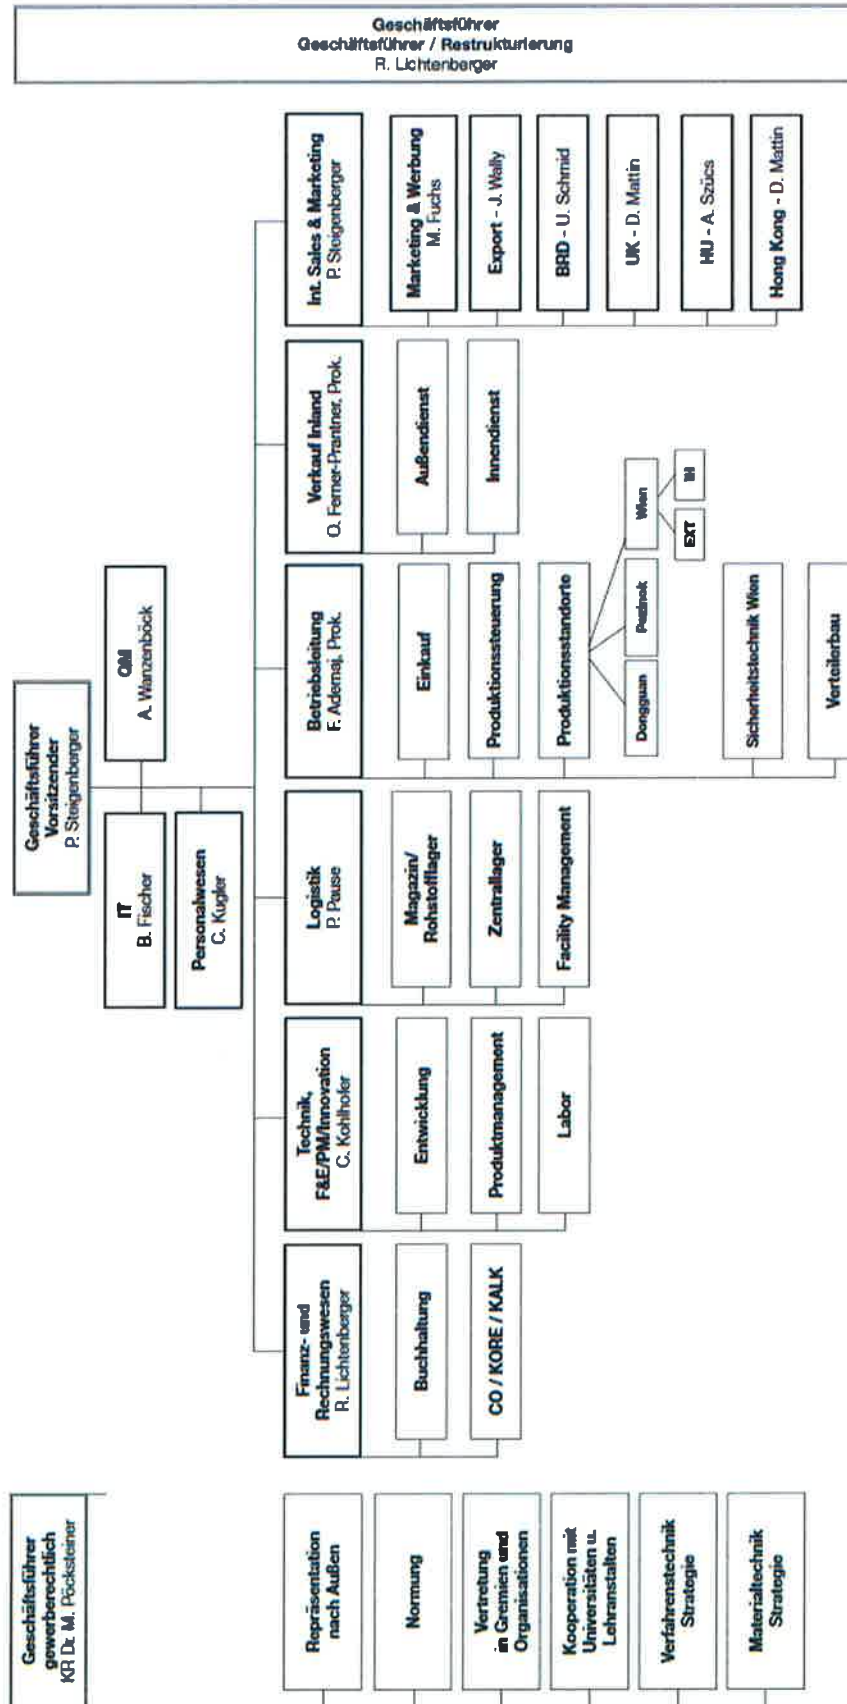 Geschäftsführer
Geschäftsführer / Restrukturierung
R. Lichtenberger
Geschäftsführer
gewerberechtlich
KR Dr. M. Pöcksteiner
Geschäftsführer
Vorsitzender
P. Steigenberger
IT
B. Fischer
QM
A. Wanzenböck
Personalwesen
C. Kugler
Repräsentation
nach Außen
Normung
Vertretung
in Gremien und
Organisationen
Kooperation mit
Universitäten u.
Lehranstalten
Verfahrenstechnik
Strategie
Materialtechnik
Strategie
Finanz- und
Rechnungswesen
R. Lichtenberger
Buchhaltung
CO / KORE / KALK
Technik,
F&E/PM/Innovation
C. Kohlhofer
Entwicklung
Produktmanagement
Labor
Logistik
P. Pause
Magazin/
Rohstofflager
Zentrallager
Facility Management
Betriebsleitung
F. Ademaj, Prok.
Einkauf
Produktionssteuerung
Produktionsstandorte
Dongguan
Pezinok
Wien
EXT
IH
Sicherheitstechnik Wien
Verteilerbau
Verkauf Inland
O. Ferner-Prantner, Prok.
Außendienst
Innendienst
Int. Sales & Marketing
P. Steigenberger
Marketing & Werbung
M. Fuchs
Export - J. Wally
BRD - U. Schmid
UK - D. Mattin
HU - A. Szücs
Hong Kong - D. Mattin